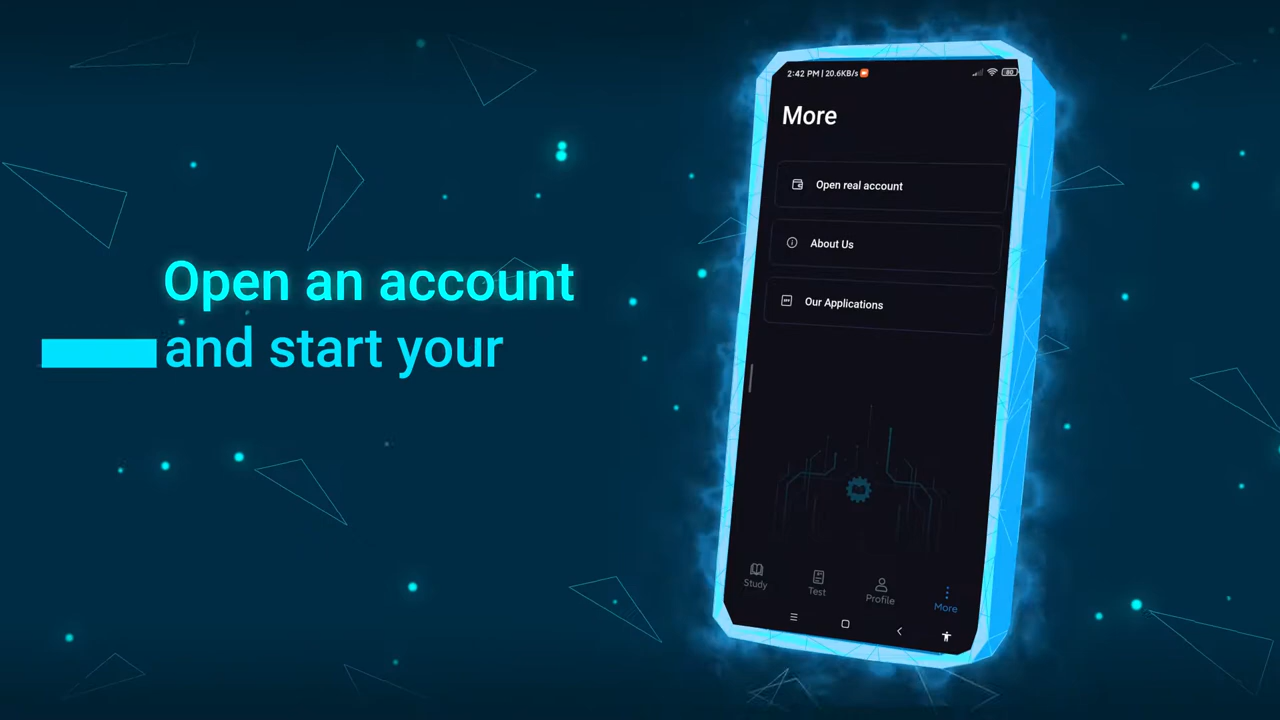 Open an account
and start your
2:42 PM | 20.6KB/s
80
More
Open real account
About Us
Our Applications
Study
Test
Profile
More